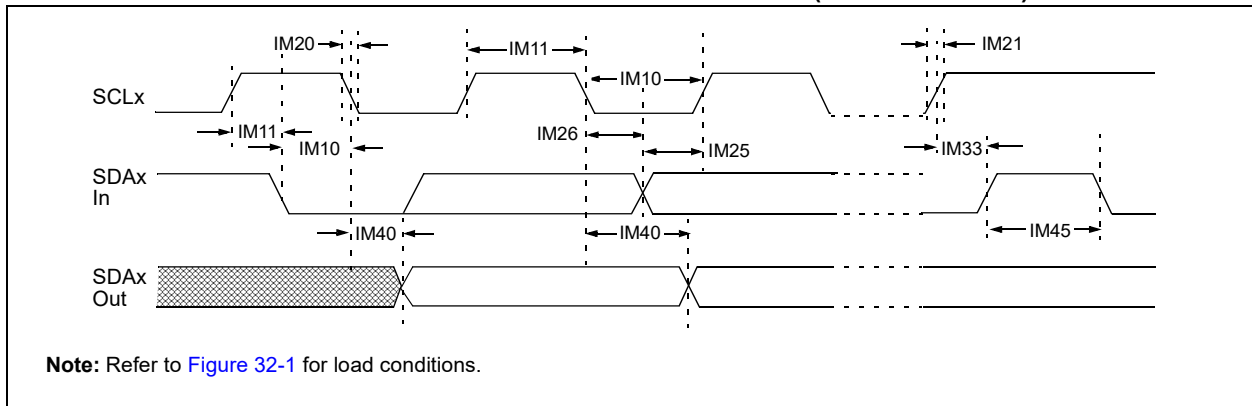 IM20
IM11
IM21
IM10
SCLx
IM11
IM10
IM26
IM25
IM33
SDAx
In
IM40
IM40
IM45
SDAx
Out
Note: Refer to Figure 32-1 for load conditions.